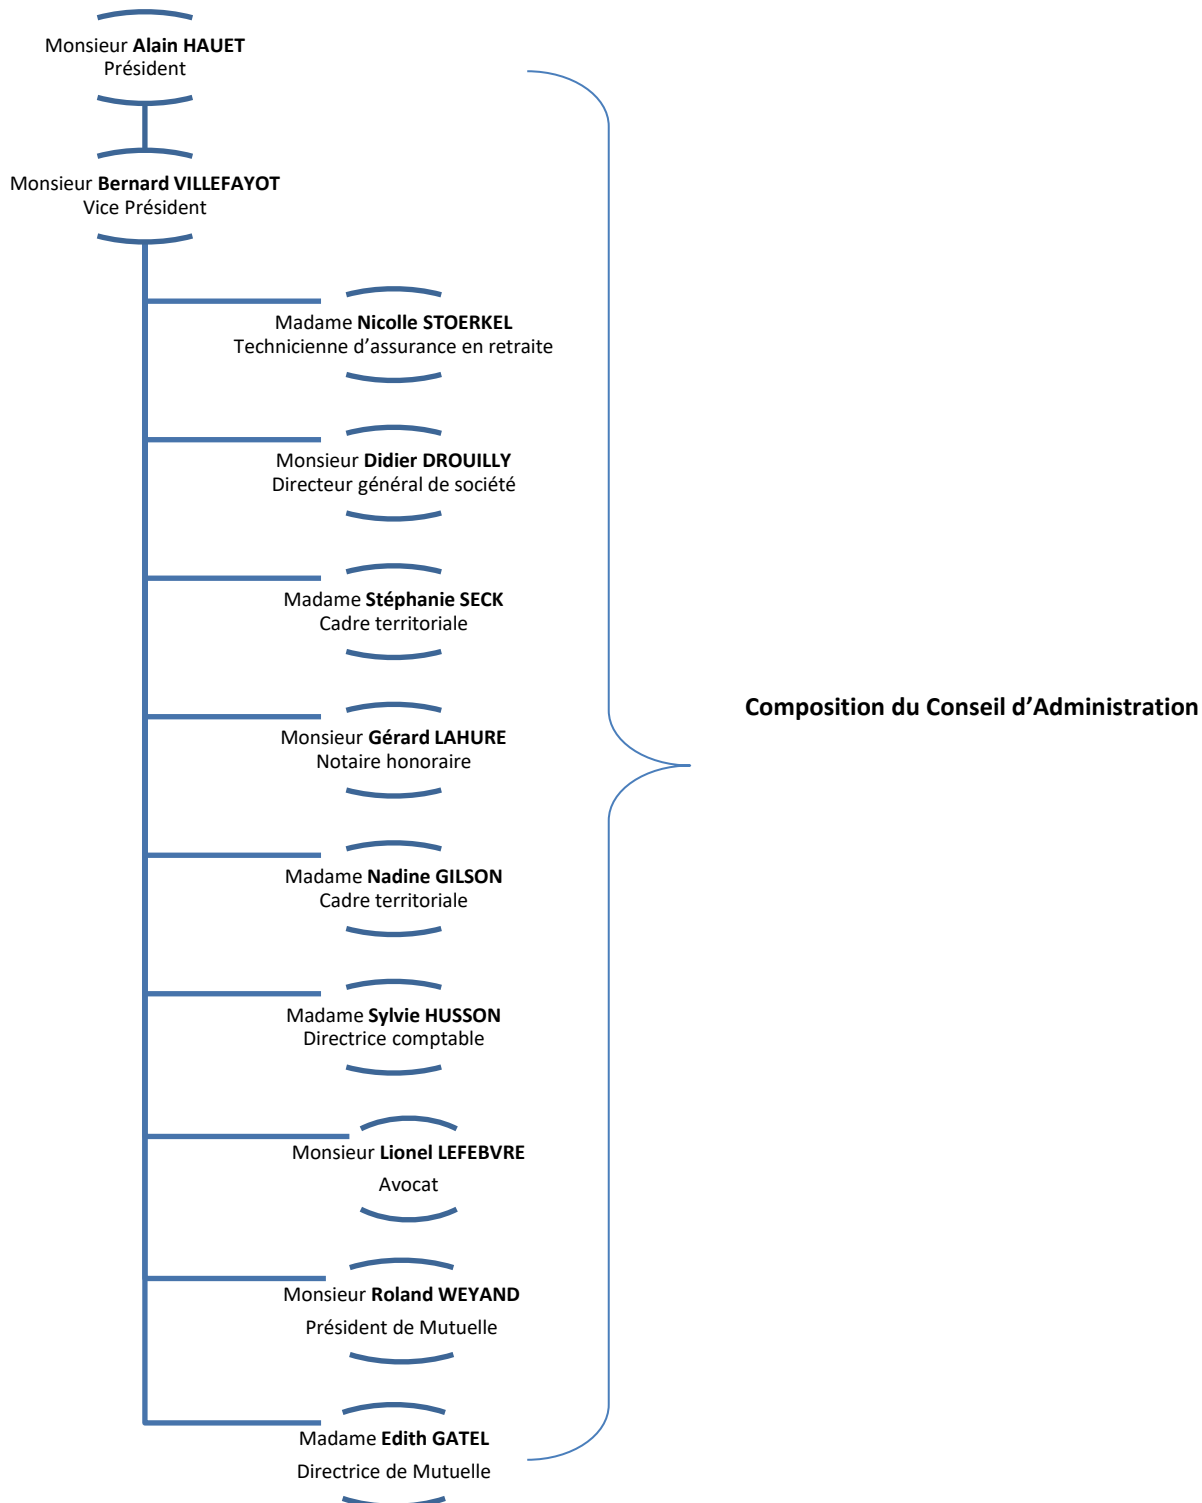 Monsieur Alain HAUET
Président
Monsieur Bernard VILLEFAYOT
Vice Président
Madame Nicolle STOERKEL
Technicienne d’assurance en retraite
Monsieur Didier DROUILLY
Directeur général de société
Madame Stéphanie SECK
Cadre territoriale
Monsieur Gérard LAHURE
Notaire honoraire
Madame Nadine GILSON
Cadre territoriale
Madame Sylvie HUSSON
Directrice comptable
Monsieur Lionel LEFEBVRE
Avocat
Monsieur Roland WEYAND
Président de Mutuelle
Madame Edith GATEL
Directrice de Mutuelle
Composition du Conseil d’Administration